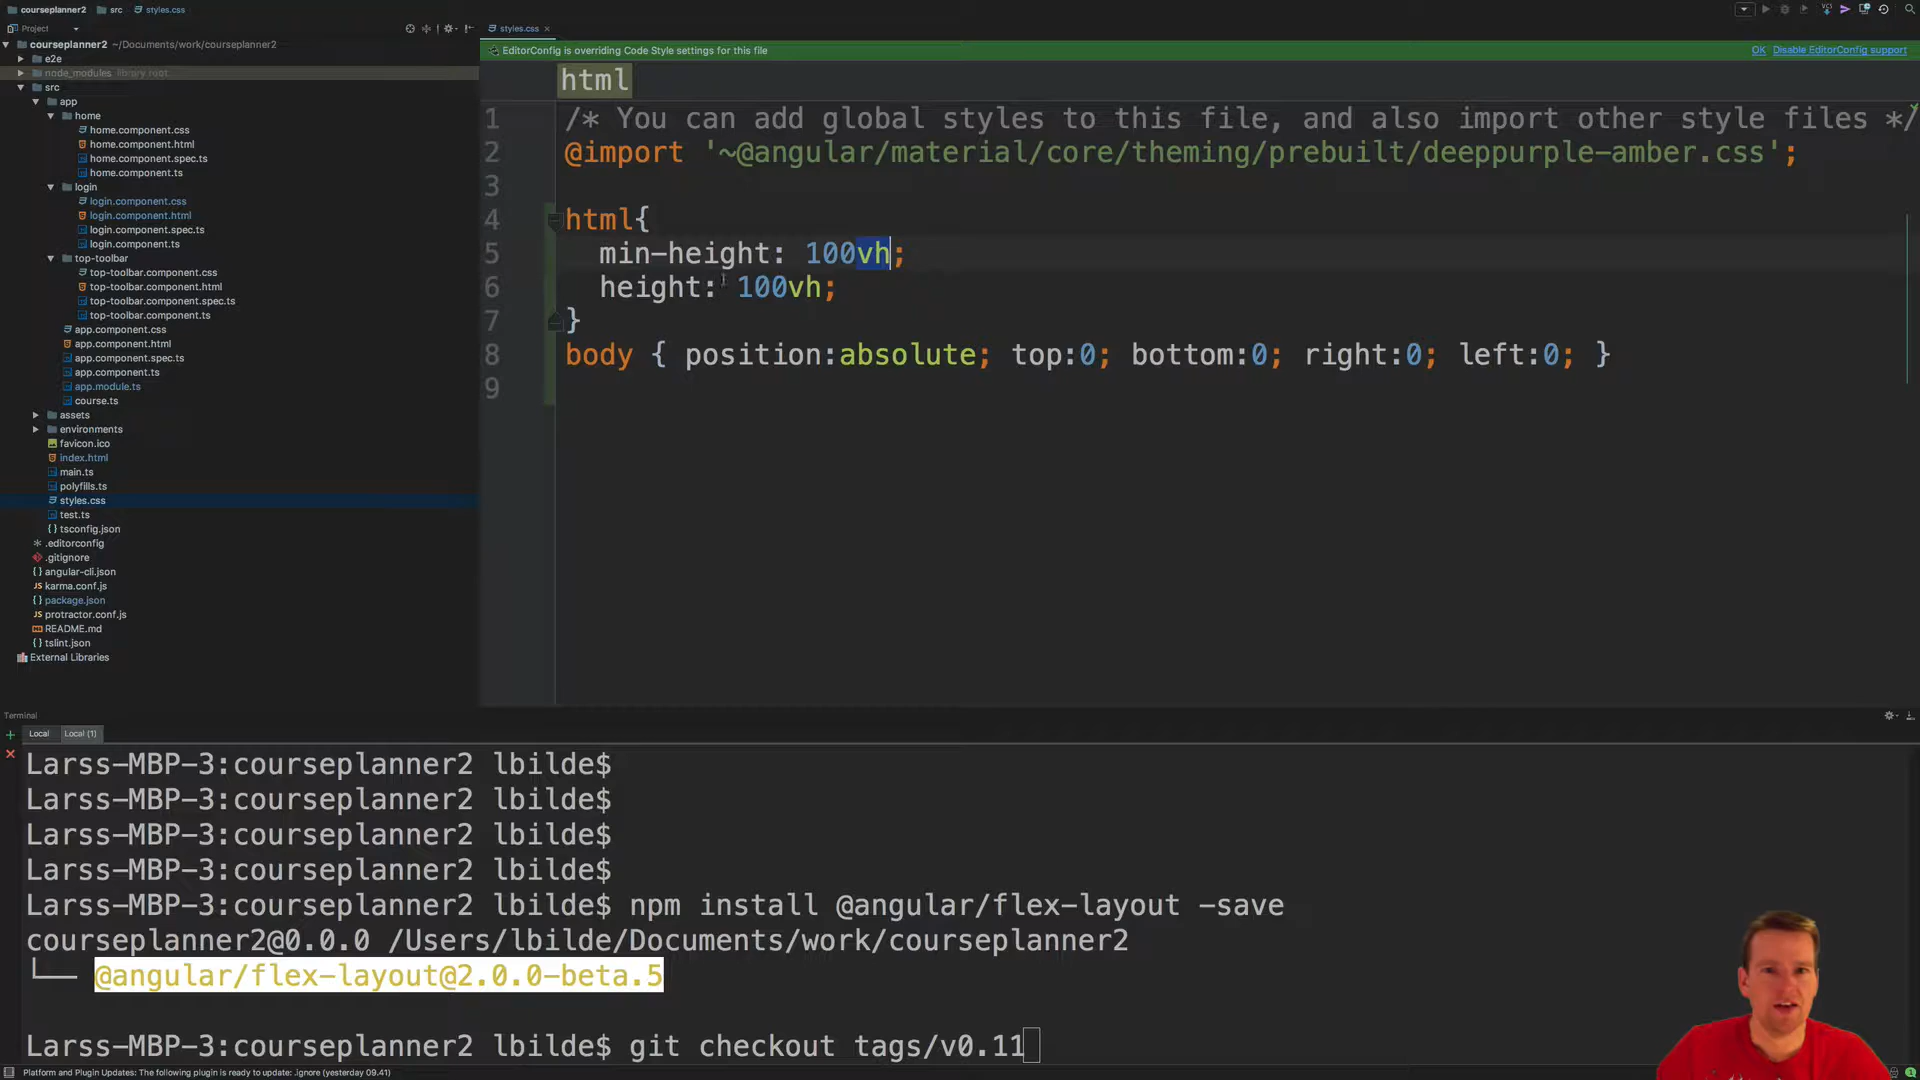 courseplanner2 src styles.css
Project
styles.css
courseplanner2 ~/Documents/work/courseplanner2
EditorConfig is overriding Code Style settings for this file OK Disable EditorConfig support
e2e
node_modules library root
src
app
home
home.component.css
home.component.html
home.component.spec.ts
home.component.ts
login
login.component.css
login.component.html
login.component.spec.ts
login.component.ts
top-toolbar
top-toolbar.component.css
top-toolbar.component.html
top-toolbar.component.spec.ts
top-toolbar.component.ts
app.component.css
app.component.html
app.component.spec.ts
app.component.ts
app.module.ts
course.ts
assets
environments
favicon.ico
index.html
main.ts
polyfills.ts
styles.css
test.ts
tsconfig.json
.editorconfig
.gitignore
angular-cli.json
karma.conf.js
package.json
protractor.conf.js
README.md
tslint.json
External Libraries
html
1 /* You can add global styles to this file, and also import other style files */
2 @import '~@angular/material/core/theming/prebuilt/deeppurple-amber.css';
3
4 html{
5 min-height: 100vh;
6 height: 100vh;
7 }
8 body { position:absolute; top:0; bottom:0; right:0; left:0; }
9
Terminal
Local Local (1)
Larss-MBP-3:courseplanner2 lbilde$
Larss-MBP-3:courseplanner2 lbilde$
Larss-MBP-3:courseplanner2 lbilde$
Larss-MBP-3:courseplanner2 lbilde$
Larss-MBP-3:courseplanner2 lbilde$ npm install @angular/flex-layout -save
courseplanner2@0.0.0 /Users/lbilde/Documents/work/courseplanner2
└── @angular/flex-layout@2.0.0-beta.5
Larss-MBP-3:courseplanner2 lbilde$ git checkout tags/v0.11
Platform and Plugin Updates: The following plugin is ready to update: .ignore (yesterday 09.41)